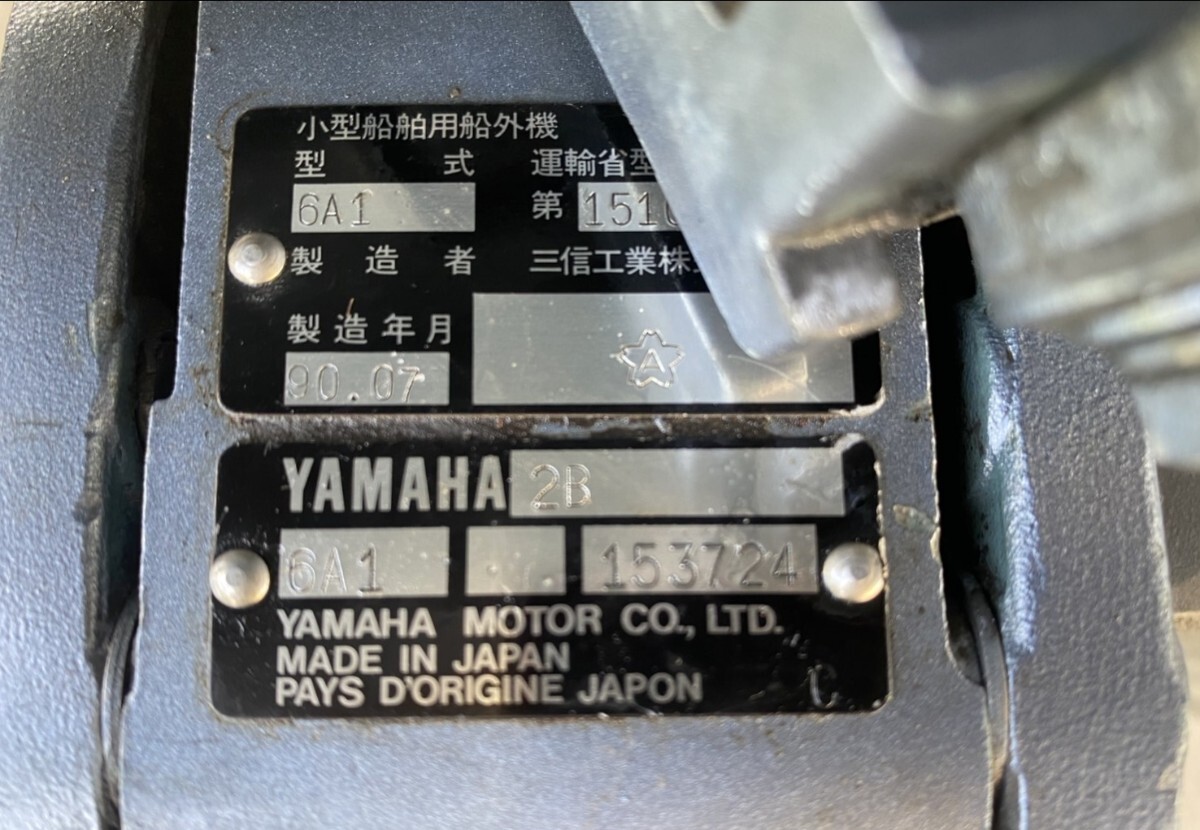 小型船舶用船外機
型 式 運輸省型
6A1 第 151
製 造 者 三信工業株
製造年月
90.07
A
YAMAHA 2B
6A1 153724
YAMAHA MOTOR CO., LTD.
MADE IN JAPAN
PAYS D'ORIGINE JAPON C